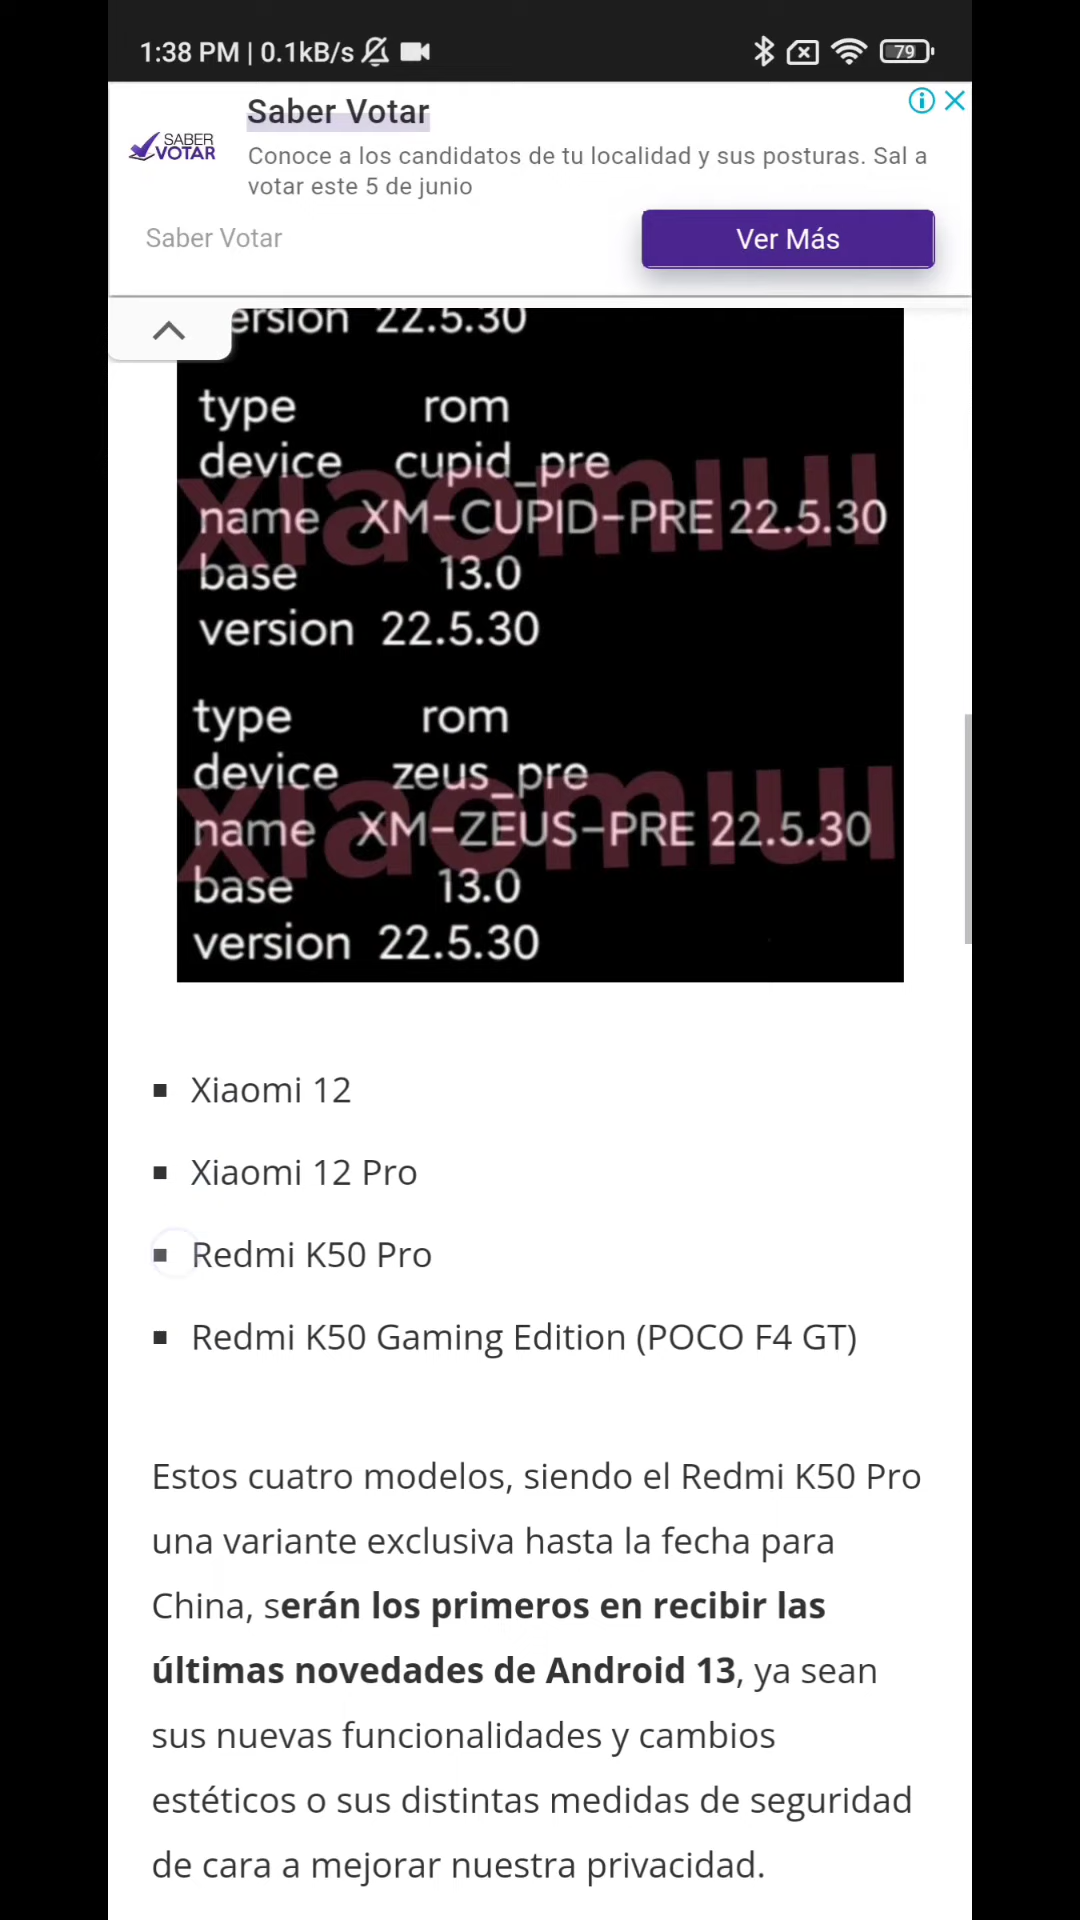 1:38 PM | 0.1kB/s
79
Saber Votar
SABER
VOTAR
Conoce a los candidatos de tu localidad y sus posturas. Sal a
votar este 5 de junio
Saber Votar
Ver Más
ersion 22.5.30
type rom
device cupid_pre
name XM-CUPID-PRE 22.5.30
base 13.0
version 22.5.30
xiaomiui
type rom
device zeus_pre
name XM-ZEUS-PRE 22.5.30
base 13.0
version 22.5.30
xiaomiui
▪ Xiaomi 12
▪ Xiaomi 12 Pro
▪ Redmi K50 Pro
▪ Redmi K50 Gaming Edition (POCO F4 GT)
Estos cuatro modelos, siendo el Redmi K50 Pro
una variante exclusiva hasta la fecha para
China, serán los primeros en recibir las
últimas novedades de Android 13, ya sean
sus nuevas funcionalidades y cambios
estéticos o sus distintas medidas de seguridad
de cara a mejorar nuestra privacidad.